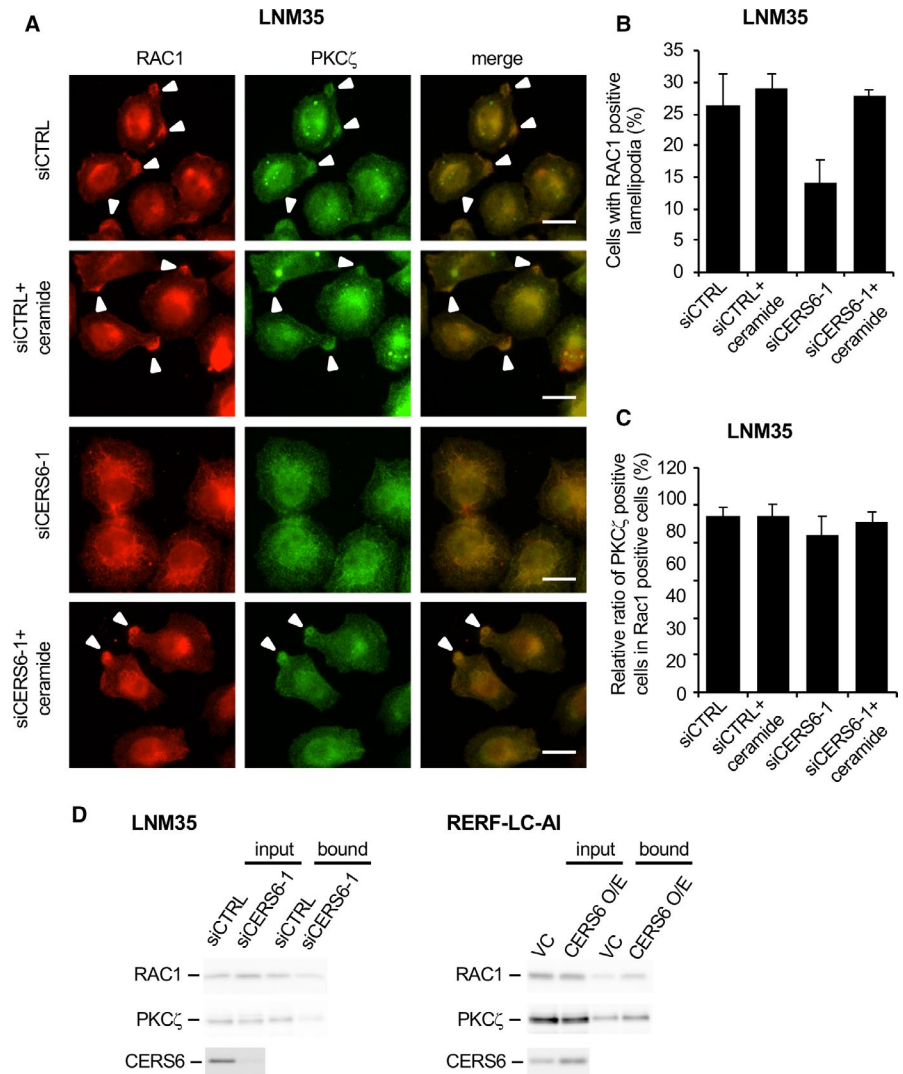 A
LNM35
RAC1 PKCζ merge
siCTRL
siCTRL+
ceramide
siCERS6-1
siCERS6-1+
ceramide
B
LNM35
Cells with RAC1 positive
lamellipodia (%)
35
30
25
20
15
10
5
0
siCTRL
siCTRL+
ceramide
siCERS6-1
siCERS6-1+
ceramide
C
LNM35
Relative ratio of PKCζ positive
cells in Rac1 positive cells (%)
120
100
80
60
40
20
0
siCTRL
siCTRL+
ceramide
siCERS6-1
siCERS6-1+
ceramide
D
LNM35
input bound
siCTRL siCERS6-1 siCTRL siCERS6-1
RAC1
PKCζ
CERS6
RERF-LC-AI
input bound
VC CERS6 O/E VC CERS6 O/E
RAC1
PKCζ
CERS6